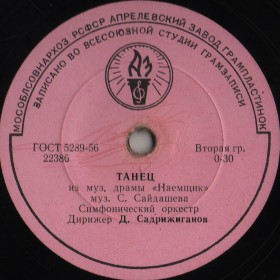 МОСОБЛСОВНАРХОЗ РСФСР АПРЕЛЕВСКИЙ ЗАВОД ГРАМПЛАСТИНОК
ЗАПИСАНО ВО ВСЕСОЮЗНОЙ СТУДИИ ГРАМЗАПИСИ
АЗ
ГОСТ 5289-56
22386
Вторая гр.
0-30
ТАНЕЦ
из муз. драмы «Наемщик»
муз. С. Сайдашева
Симфонический оркестр
Дирижер Д. Садрижиганов